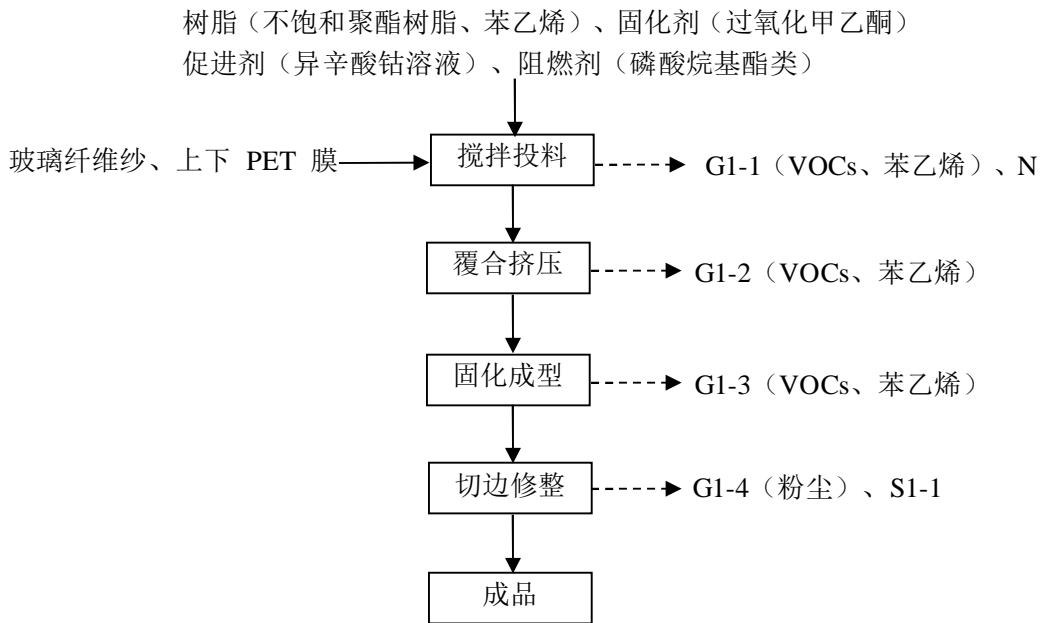 树脂（不饱和聚酯树脂、苯乙烯）、固化剂（过氧化甲乙酮）
促进剂（异辛酸钴溶液）、阻燃剂（磷酸烷基酯类）
玻璃纤维纱、上下 PET 膜
搅拌投料
G1-1（VOCs、苯乙烯）、N
覆合挤压
G1-2（VOCs、苯乙烯）
固化成型
G1-3（VOCs、苯乙烯）
切边修整
G1-4（粉尘）、S1-1
成品